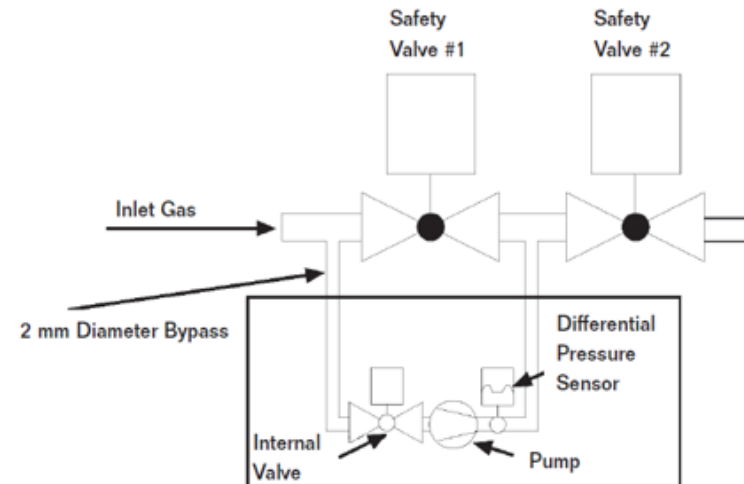 Safety
Valve #1
Safety
Valve #2
Inlet Gas
2 mm Diameter Bypass
Differential
Pressure
Sensor
Internal
Valve
Pump